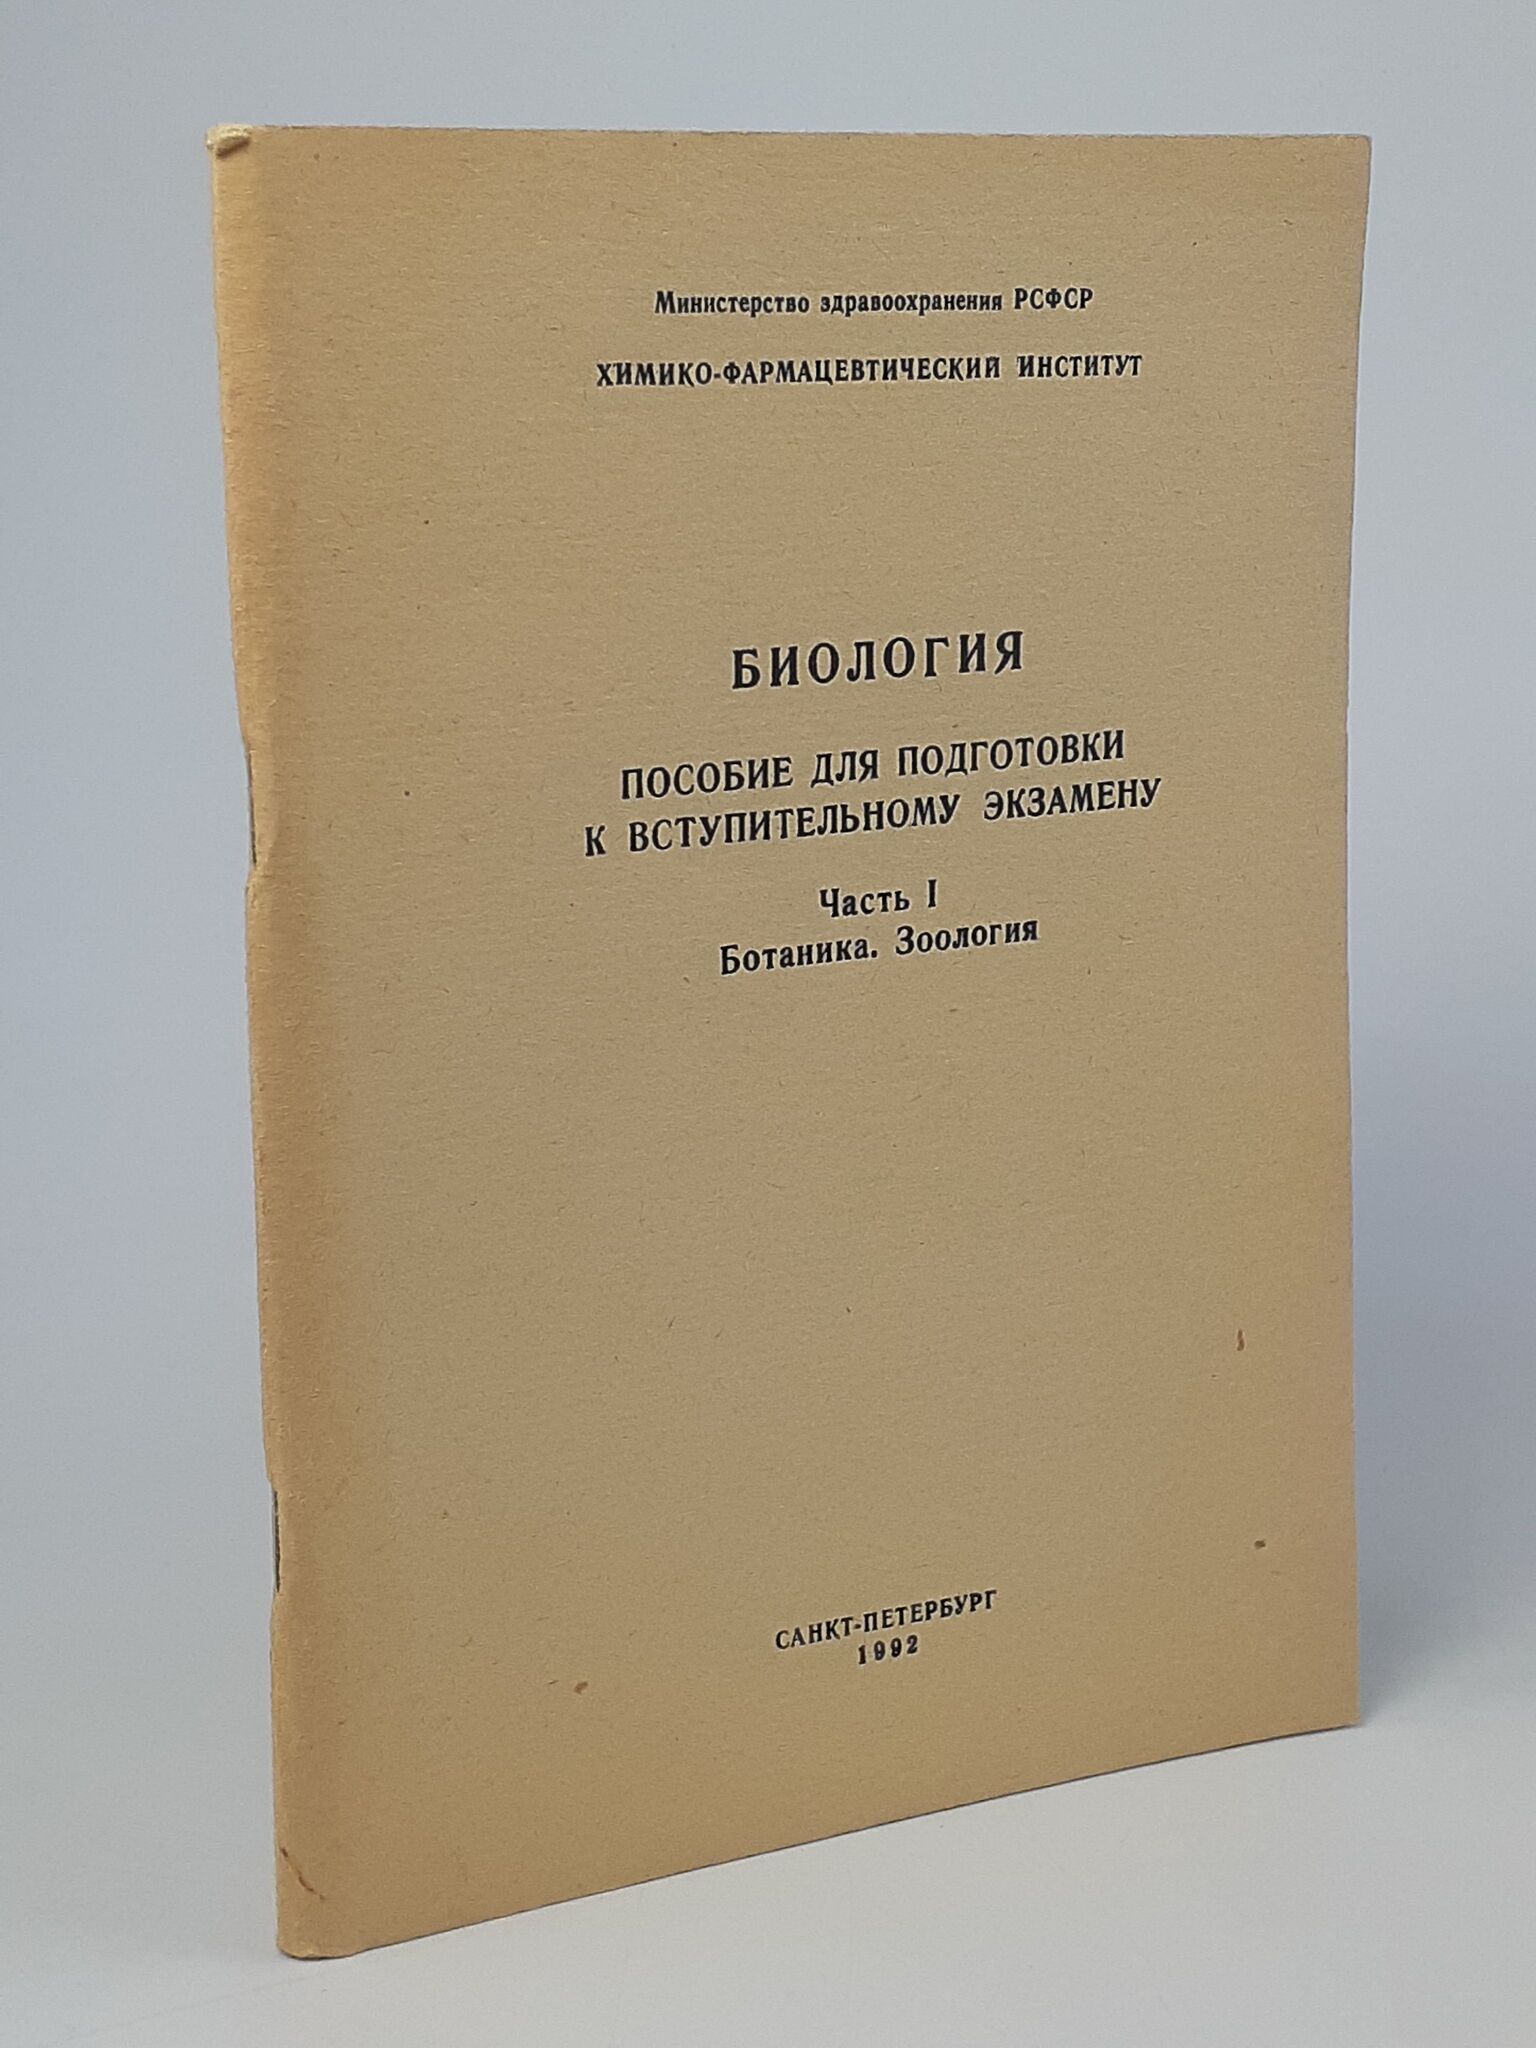 Министерство здравоохранения РСФСР
ХИМИКО-ФАРМАЦЕВТИЧЕСКИЙ ИНСТИТУТ
БИОЛОГИЯ
ПОСОБИЕ ДЛЯ ПОДГОТОВКИ
К ВСТУПИТЕЛЬНОМУ ЭКЗАМЕНУ
Часть I
Ботаника. Зоология
САНКТ-ПЕТЕРБУРГ
1992